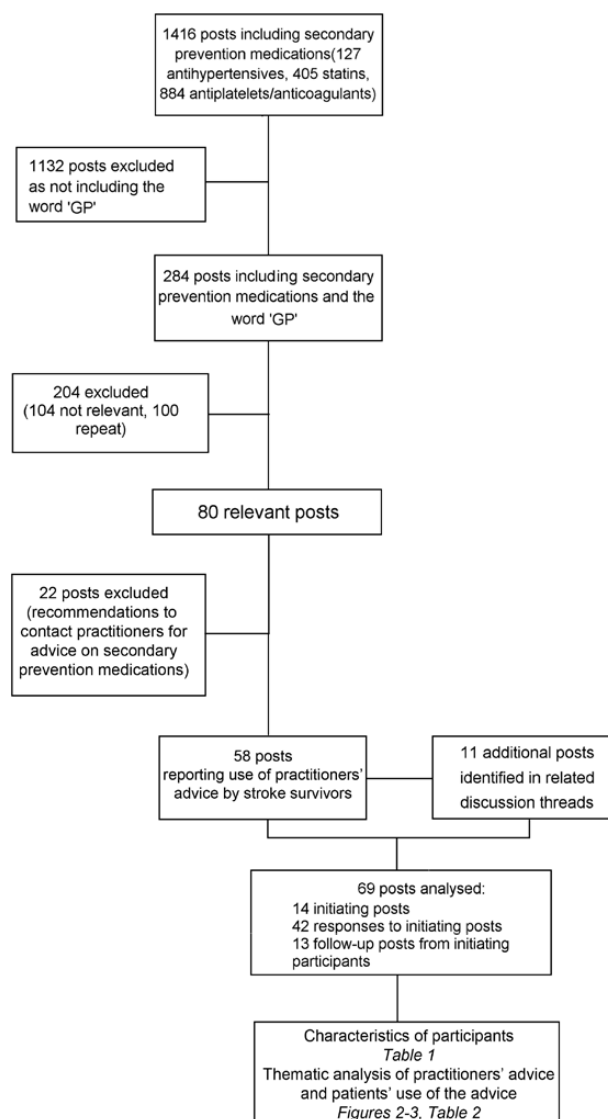 1416 posts including secondary
prevention medications(127
antihypertensives, 405 statins,
884 antiplatelets/anticoagulants)
1132 posts excluded
as not including the
word 'GP'
284 posts including secondary
prevention medications and the
word 'GP'
204 excluded
(104 not relevant, 100
repeat)
80 relevant posts
22 posts excluded
(recommendations to
contact practitioners for
advice on secondary
prevention medications)
58 posts
reporting use of practitioners’
advice by stroke survivors
11 additional posts
identified in related
discussion threads
69 posts analysed:
14 initiating posts
42 responses to initiating posts
13 follow-up posts from initiating
participants
Characteristics of participants
Table 1
Thematic analysis of practitioners’ advice
and patients’ use of the advice
Figures 2-3, Table 2